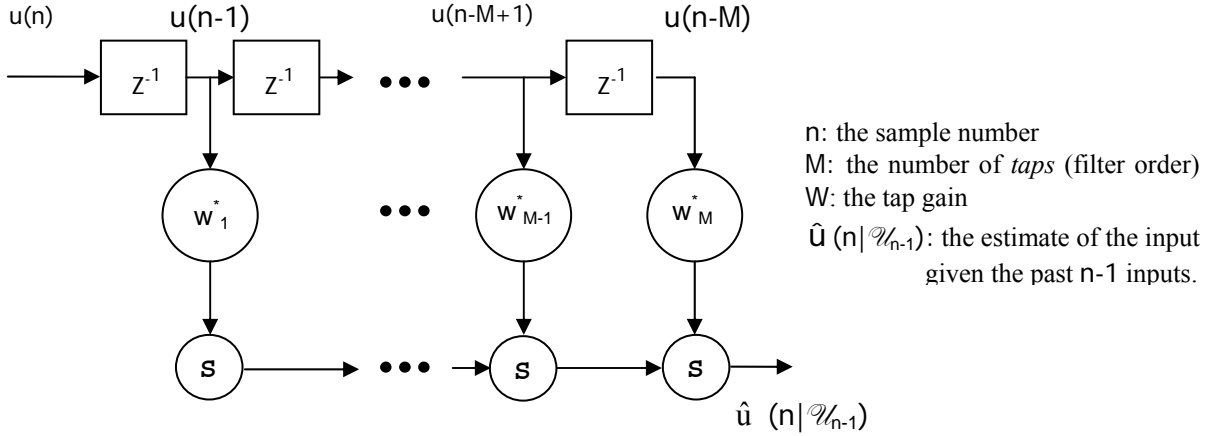 u(n) u(n-1) u(n-M+1) u(n-M)
Z⁻¹ Z⁻¹ ••• Z⁻¹
w*₁ ••• w*M-1 w*M
n: the sample number
M: the number of taps (filter order)
W: the tap gain
û (n|𝒰n-1): the estimate of the input
given the past n-1 inputs.
s ••• s s
û (n|𝒰n-1)